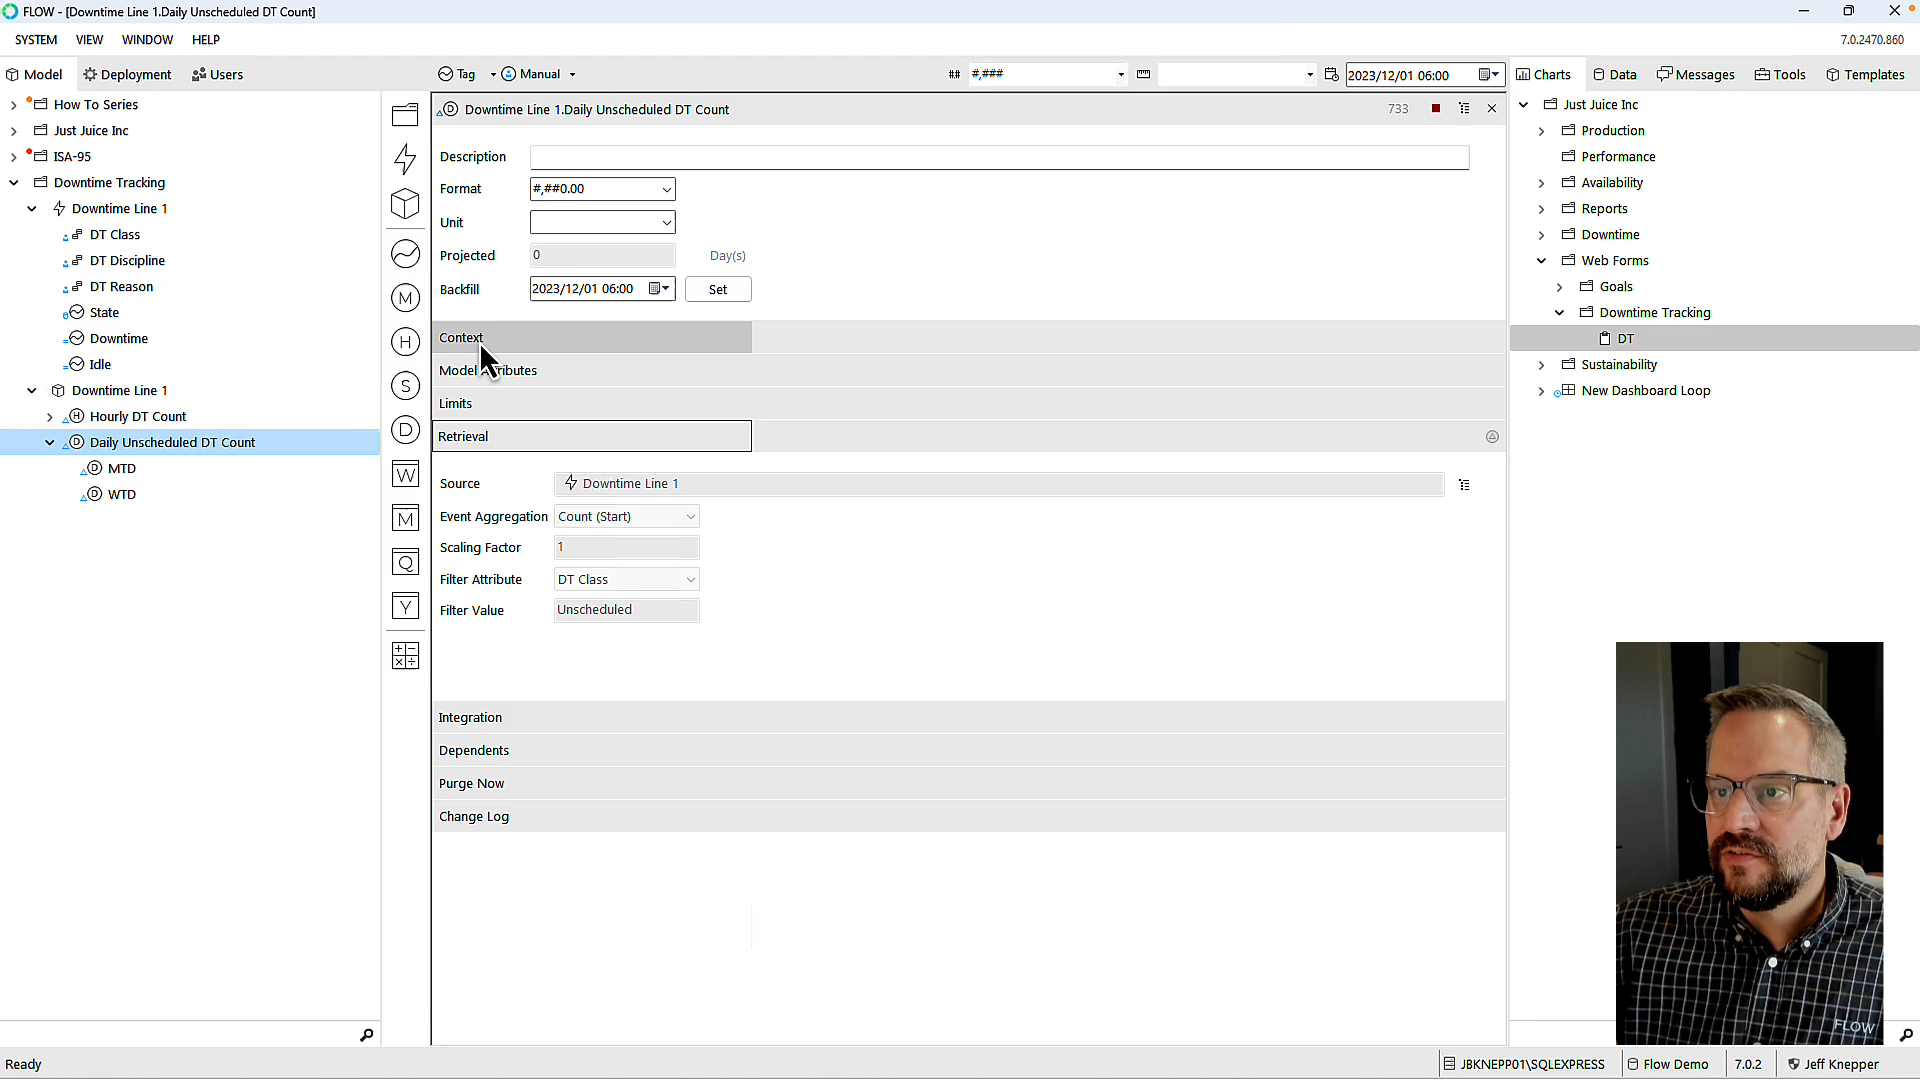 FLOW - [Downtime Line 1.Daily Unscheduled DT Count]
SYSTEM VIEW WINDOW HELP
7.0.2470.860
Model Deployment Users
Tag Manual
## #,###
2023/12/01 06:00
Charts Data Messages Tools Templates
How To Series
Just Juice Inc
ISA-95
Downtime Tracking
Downtime Line 1
DT Class
DT Discipline
DT Reason
State
Downtime
Idle
Downtime Line 1
Hourly DT Count
Daily Unscheduled DT Count
MTD
WTD
M
H
S
D
W
M
Q
Y
Downtime Line 1.Daily Unscheduled DT Count
733
Description
Format #,##0.00
Unit
Projected 0 Day(s)
Backfill 2023/12/01 06:00 Set
Context
Limits
Retrieval
Source Downtime Line 1
Event Aggregation Count (Start)
Scaling Factor 1
Filter Attribute DT Class
Filter Value Unscheduled
Integration
Dependents
Purge Now
Change Log
Just Juice Inc
Production
Performance
Availability
Reports
Downtime
Web Forms
Goals
Downtime Tracking
DT
Sustainability
New Dashboard Loop
FLOW
Ready
JBKNEPP01\SQLEXPRESS Flow Demo 7.0.2 Jeff Knepper